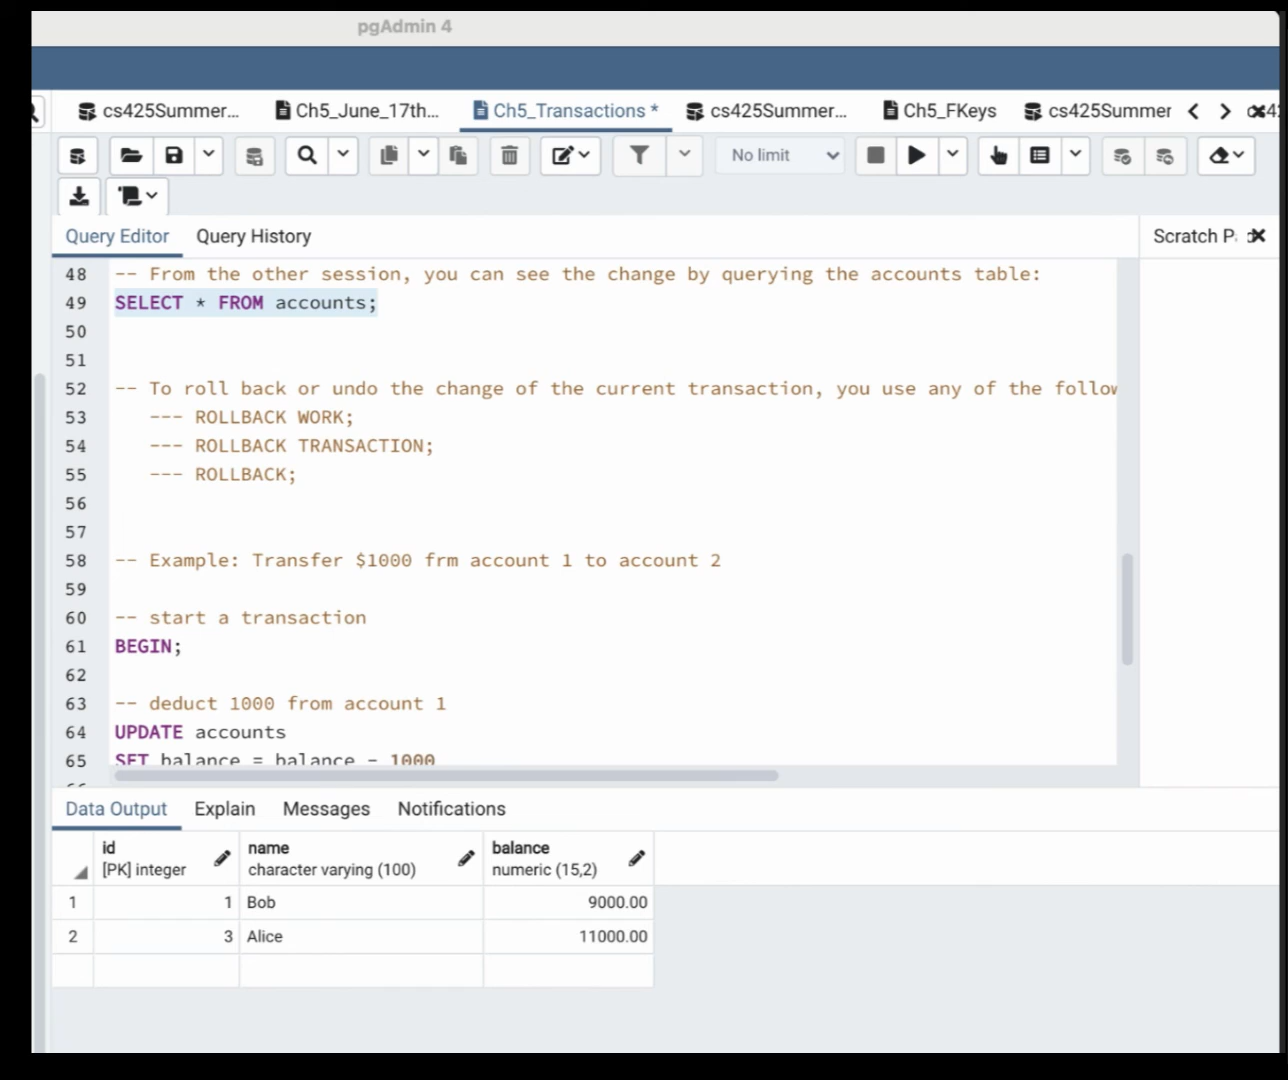 pgAdmin 4
cs425Summer... Ch5_June_17th... Ch5_Transactions * cs425Summer... Ch5_FKeys cs425Summer
No limit
Query Editor Query History Scratch P
48 -- From the other session, you can see the change by querying the accounts table:
49 SELECT * FROM accounts;
50
51
52 -- To roll back or undo the change of the current transaction, you use any of the follow
53 --- ROLLBACK WORK;
54 --- ROLLBACK TRANSACTION;
55 --- ROLLBACK;
56
57
58 -- Example: Transfer $1000 frm account 1 to account 2
59
60 -- start a transaction
61 BEGIN;
62
63 -- deduct 1000 from account 1
64 UPDATE accounts
65 SET balance = balance - 1000
Data Output Explain Messages Notifications
id name balance
[PK] integer character varying (100) numeric (15,2)
1 1 Bob 9000.00
2 3 Alice 11000.00